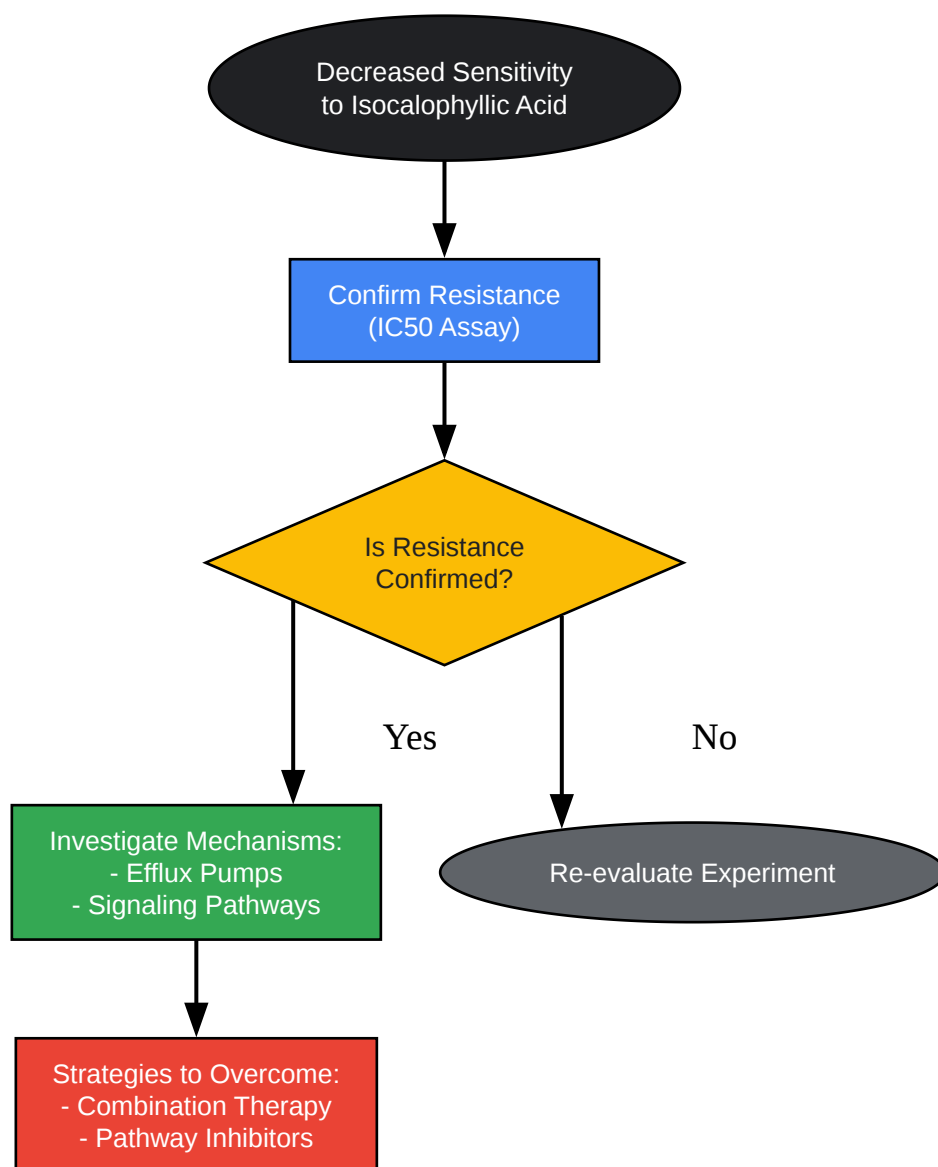 Decreased Sensitivity
to Isocalophyllic Acid
Confirm Resistance
(IC50 Assay)
Is Resistance
Confirmed?
Yes
No
Investigate Mechanisms:
- Efflux Pumps
- Signaling Pathways
Re-evaluate Experiment
Strategies to Overcome:
- Combination Therapy
- Pathway Inhibitors